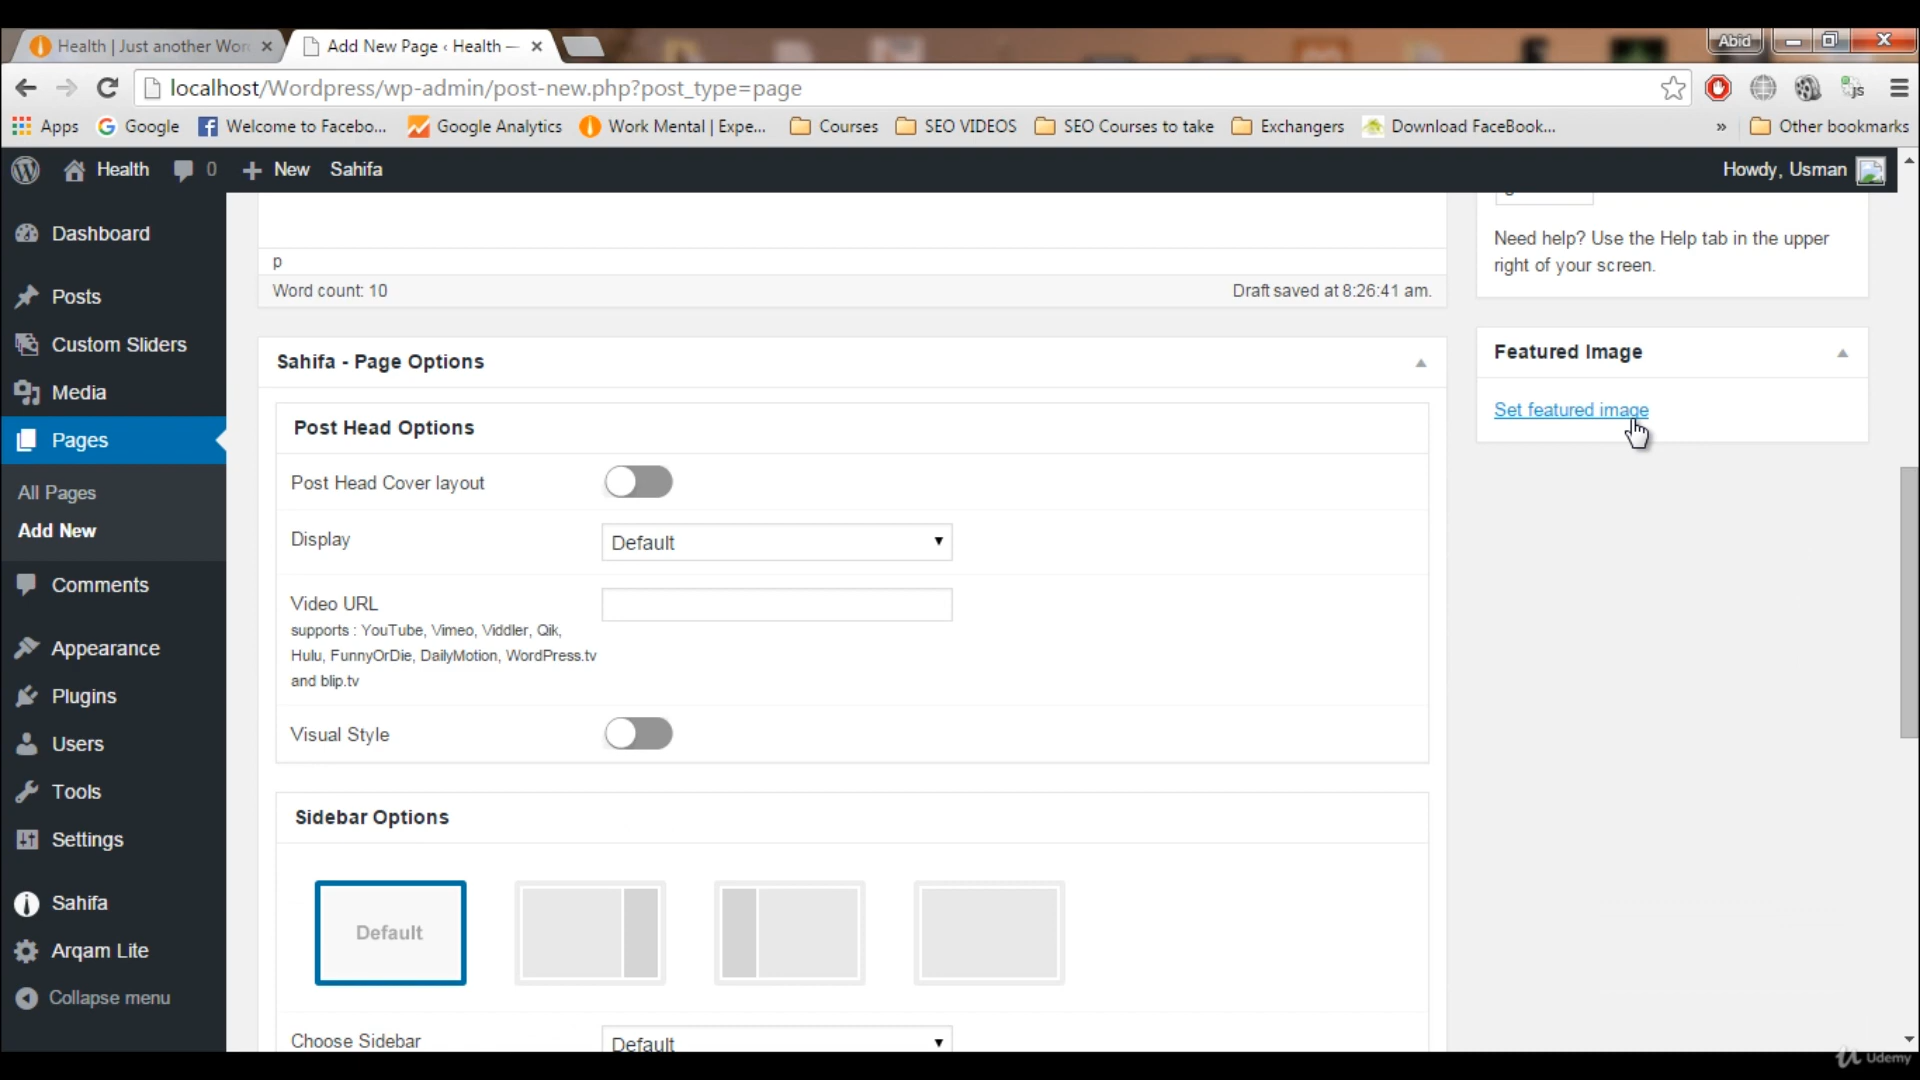 Health | Just another Wor
Add New Page ‹ Health —
Abid
localhost/Wordpress/wp-admin/post-new.php?post_type=page
js
Apps
Google
Welcome to Facebo...
Google Analytics
Work Mental | Expe...
Courses
SEO VIDEOS
SEO Courses to take
Exchangers
Download FaceBook...
»
Other bookmarks
Health
0
New
Sahifa
Howdy, Usman
Dashboard
Posts
Custom Sliders
Media
Pages
All Pages
Add New
Comments
Appearance
Plugins
Users
Tools
Settings
Sahifa
Arqam Lite
Collapse menu
p
Word count: 10
Draft saved at 8:26:41 am.
Sahifa - Page Options
Post Head Options
Post Head Cover layout
Display
Default
Video URL
supports : YouTube, Vimeo, Viddler, Qik,
Hulu, FunnyOrDie, DailyMotion, WordPress.tv
and blip.tv
Visual Style
Sidebar Options
Default
Choose Sidebar
Default
Need help? Use the Help tab in the upper
right of your screen.
Featured Image
Set featured image
Udemy